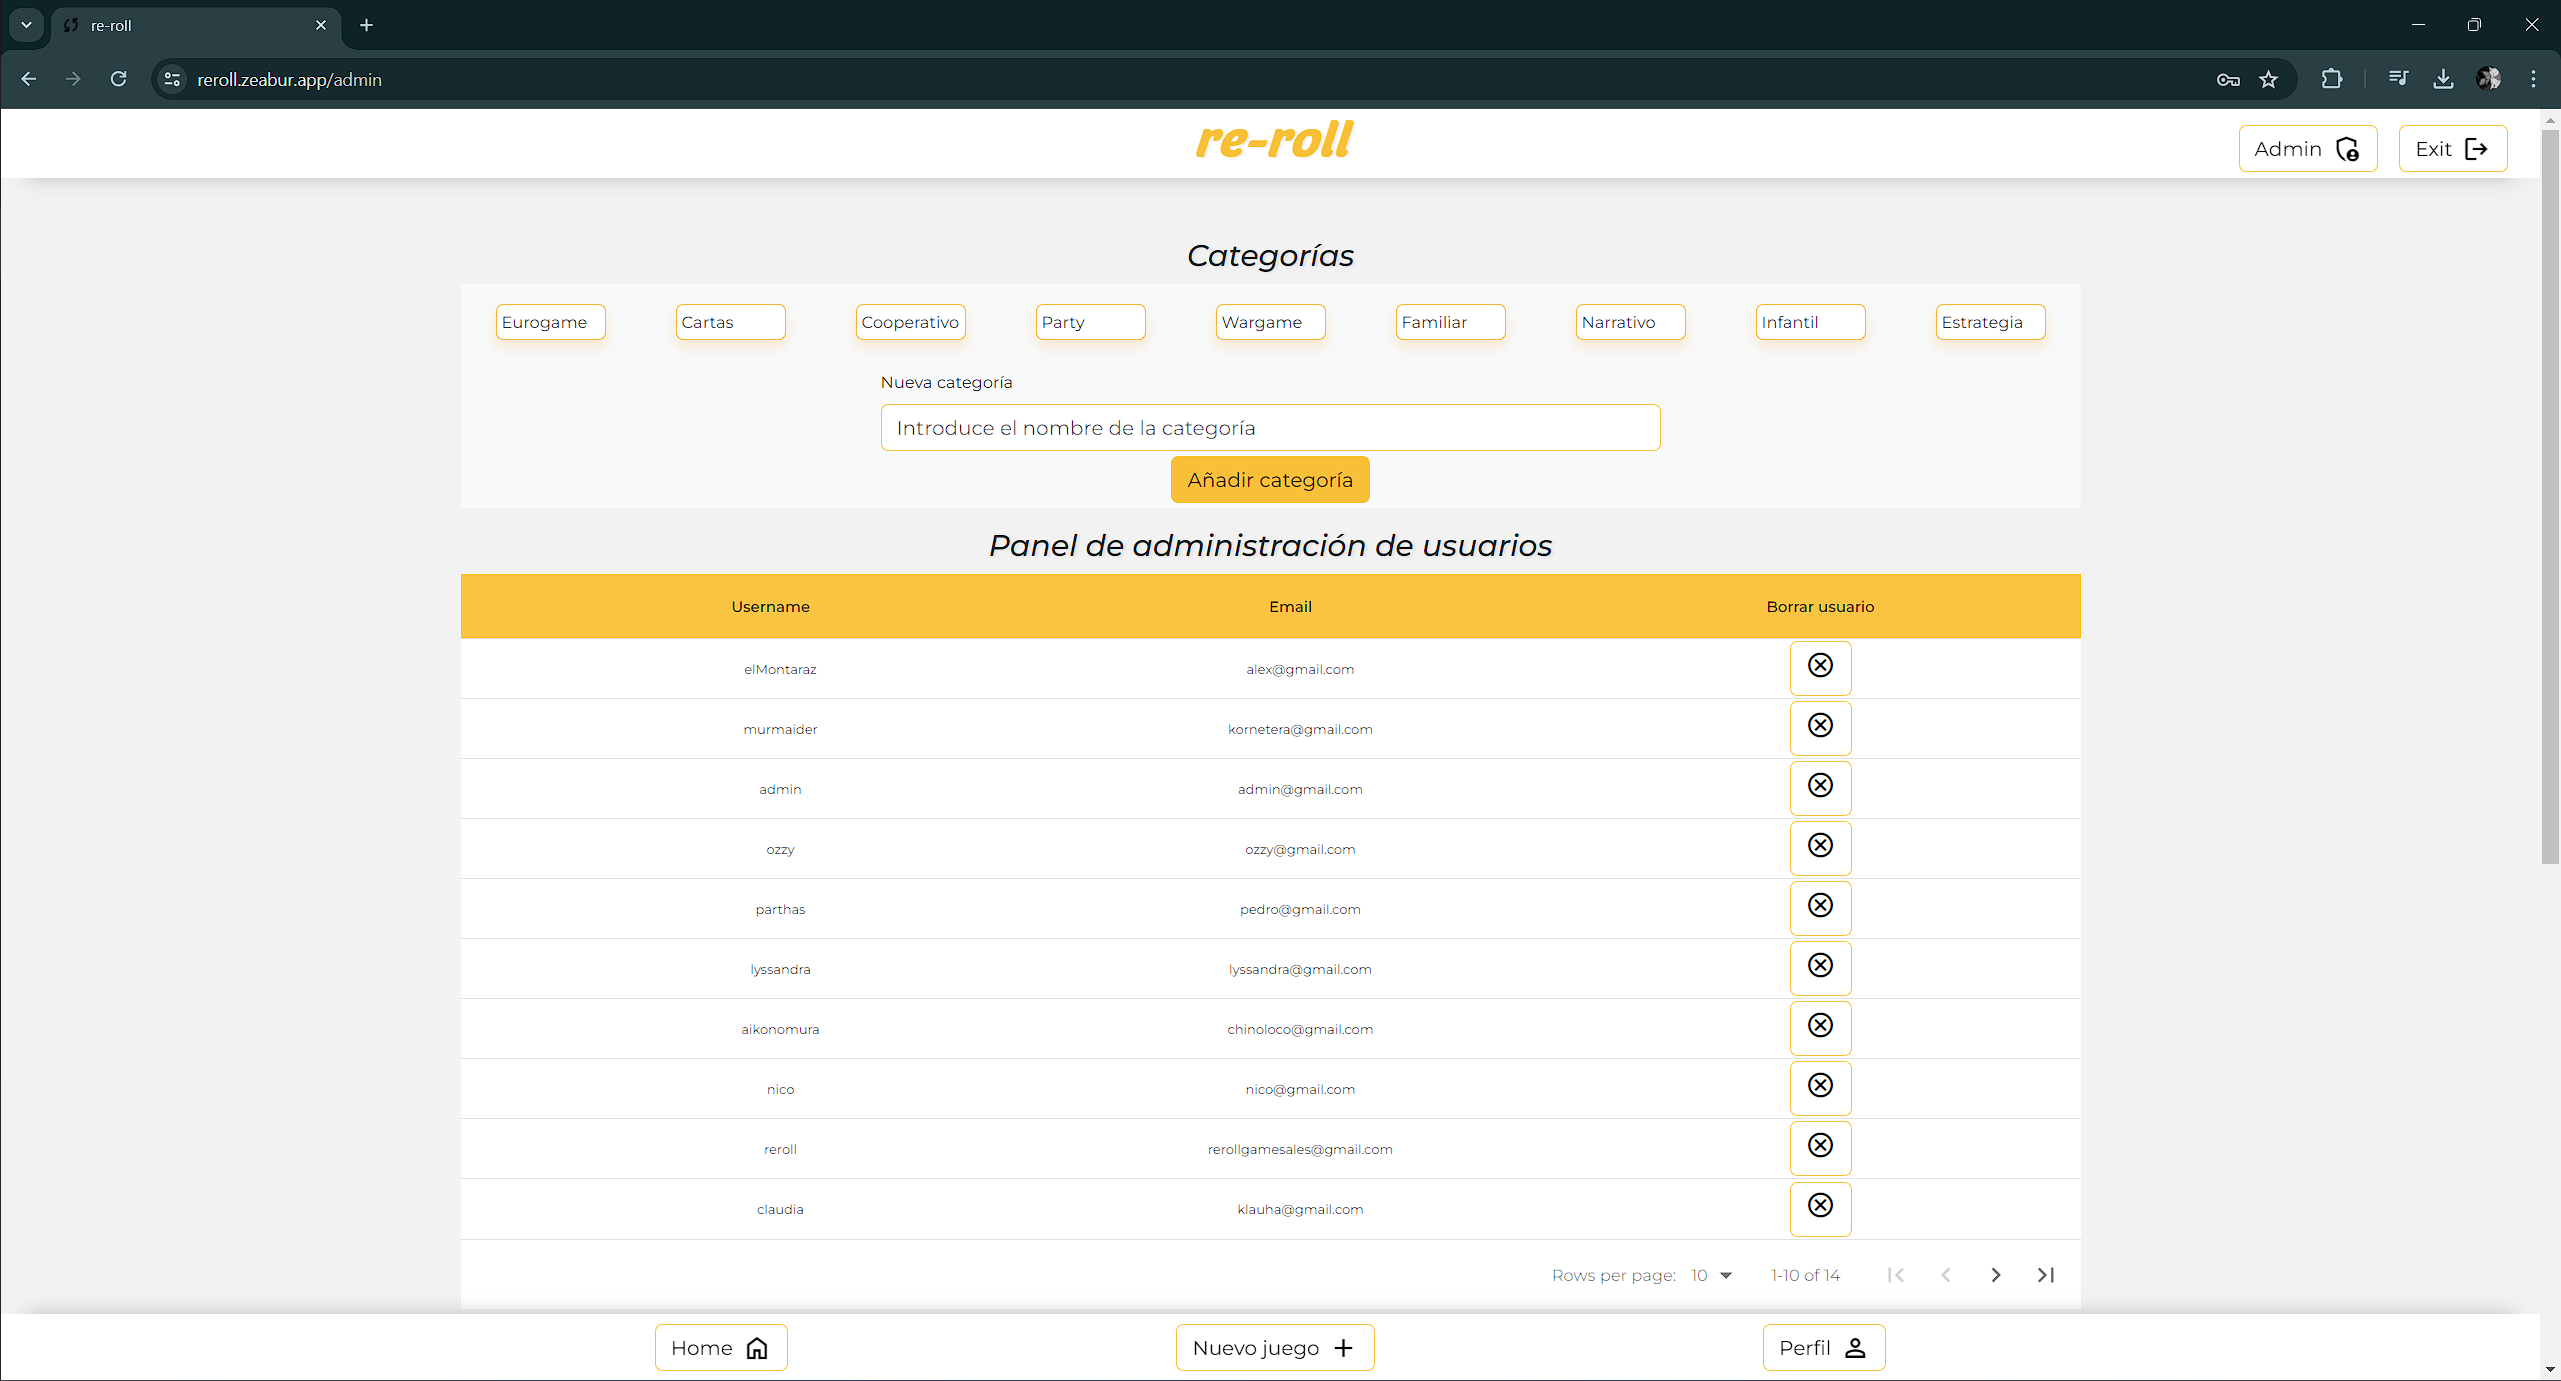 re-roll
reroll.zeabur.app/admin
re-roll
Admin
Exit
Categorías
Eurogame Cartas Cooperativo Party Wargame Familiar Narrativo Infantil Estrategia
Nueva categoría
Introduce el nombre de la categoría
Añadir categoría
Panel de administración de usuarios
Username Email Borrar usuario
elMontaraz alex@gmail.com
murmaider kornetera@gmail.com
admin admin@gmail.com
ozzy ozzy@gmail.com
parthas pedro@gmail.com
lyssandra lyssandra@gmail.com
aikonomura chinoloco@gmail.com
nico nico@gmail.com
reroll rerollgamesales@gmail.com
claudia klauha@gmail.com
Rows per page: 10 1-10 of 14
Home Nuevo juego Perfil